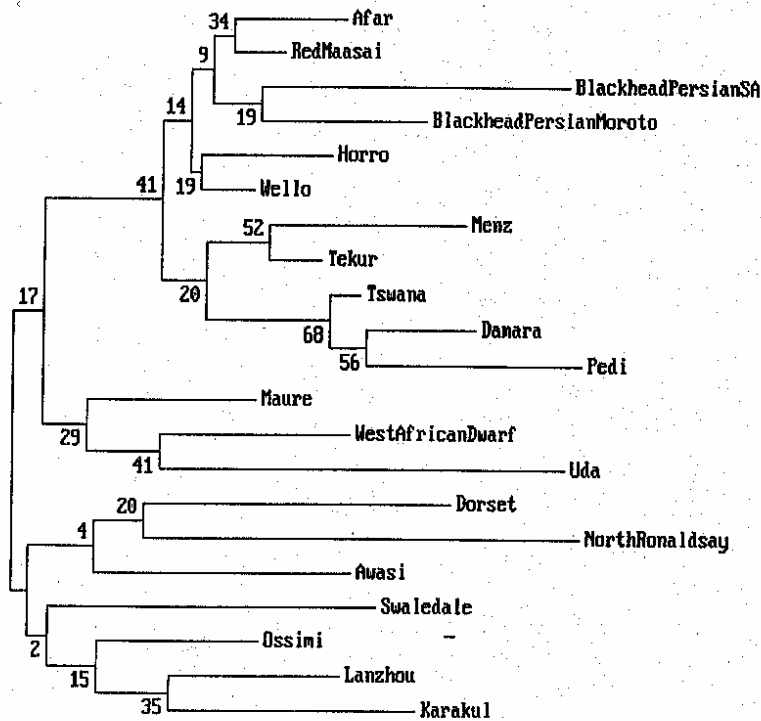 34 Afar
RedMaasai
9
BlackheadPersianSA
19 BlackheadPersianMoroto
14
Horro
41 19 Wello
52 Menz
Tekur
17 20 Tswana
68 Damara
56 Pedi
Maure
29 WestAfricanDwarf
41 Uda
20 Dorset
4 NorthRonaldsay
Awasi
Swaledale
2 Ossimi
15 Lanzhou
35 Karakul